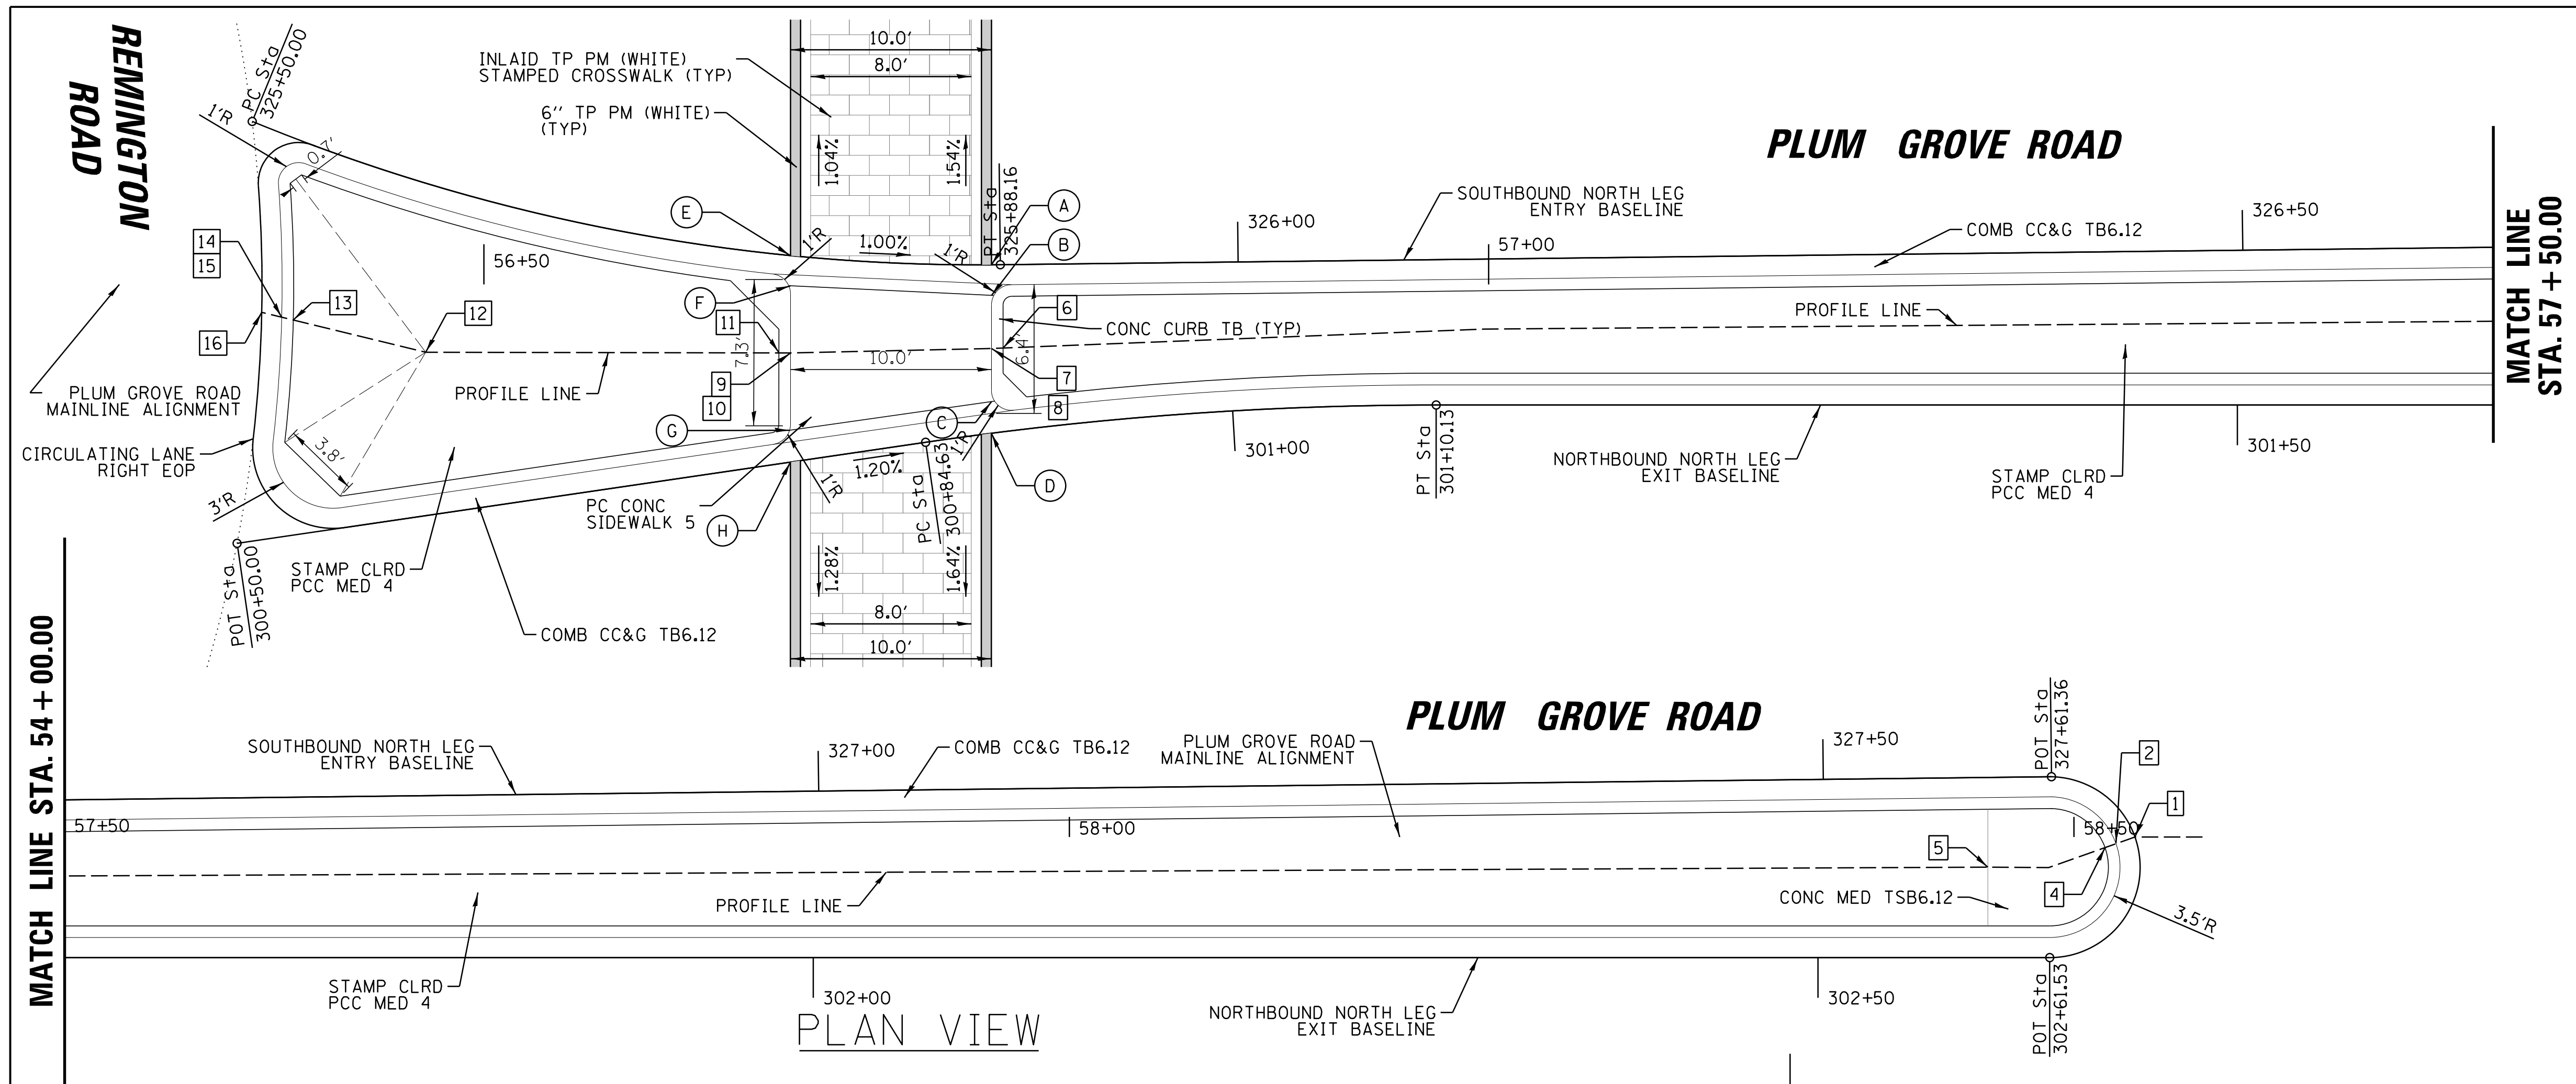 REMINGTON
ROAD
PC Sta
325+50.00
1'R
0.7'
INLAID TP PM (WHITE)
STAMPED CROSSWALK (TYP)
6'' TP PM (WHITE)
(TYP)
10.0'
8.0'
1.04%
1.54%
PT Sta
325+88.16
A
B
E
1'R
1.00%
1'R
PLUM GROVE ROAD
SOUTHBOUND NORTH LEG
ENTRY BASELINE
326+00
57+00
326+50
COMB CC&G TB6.12
MATCH LINE
STA. 57+50.00
14
15
56+50
13
12
F
11
6
16
7.3'
10.0'
6.4'
CONC CURB TB (TYP)
PROFILE LINE
PLUM GROVE ROAD
MAINLINE ALIGNMENT
PROFILE LINE
9
10
7
8
C
G
CIRCULATING LANE
RIGHT EOP
3.8'
3'R
PC CONC
SIDEWALK 5
1'R
1.20%
PC Sta
300+84.63
1'R
D
H
301+00
PT Sta
301+10.13
NORTHBOUND NORTH LEG
EXIT BASELINE
STAMP CLRD
PCC MED 4
301+50
POT Sta
300+50.00
STAMP CLRD
PCC MED 4
1.28%
1.64%
8.0'
10.0'
COMB CC&G TB6.12
MATCH LINE STA. 54+00.00
PLUM GROVE ROAD
SOUTHBOUND NORTH LEG
ENTRY BASELINE
327+00
COMB CC&G TB6.12
PLUM GROVE ROAD
MAINLINE ALIGNMENT
327+50
POT Sta
327+61.36
2
1
57+50
58+00
58+50
5
4
PROFILE LINE
CONC MED TSB6.12
3.5'R
STAMP CLRD
PCC MED 4
302+00
NORTHBOUND NORTH LEG
EXIT BASELINE
302+50
POT Sta
302+61.53
PLAN VIEW